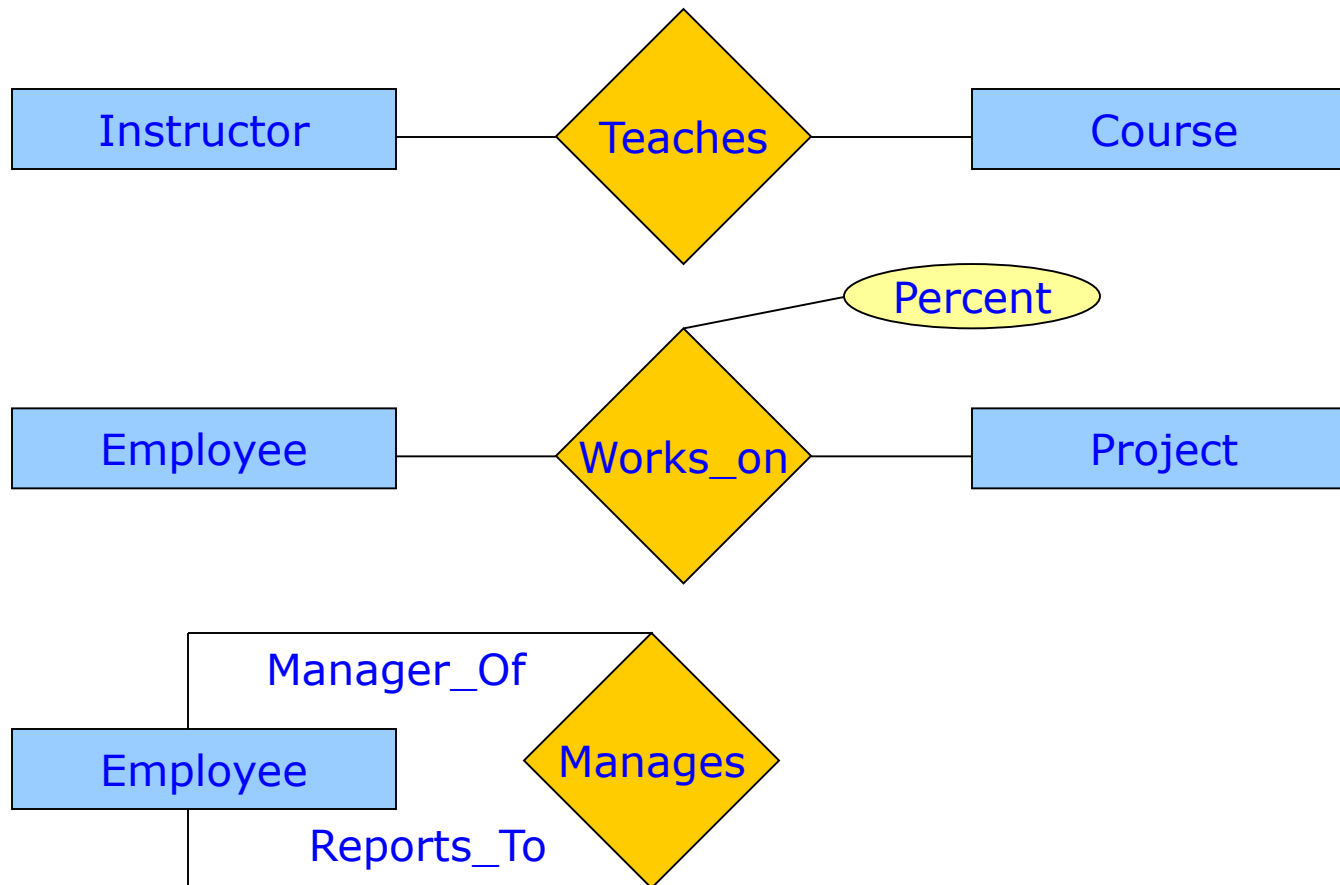 Instructor
Teaches
Course
Percent
Employee
Works_on
Project
Manager_Of
Employee
Manages
Reports_To